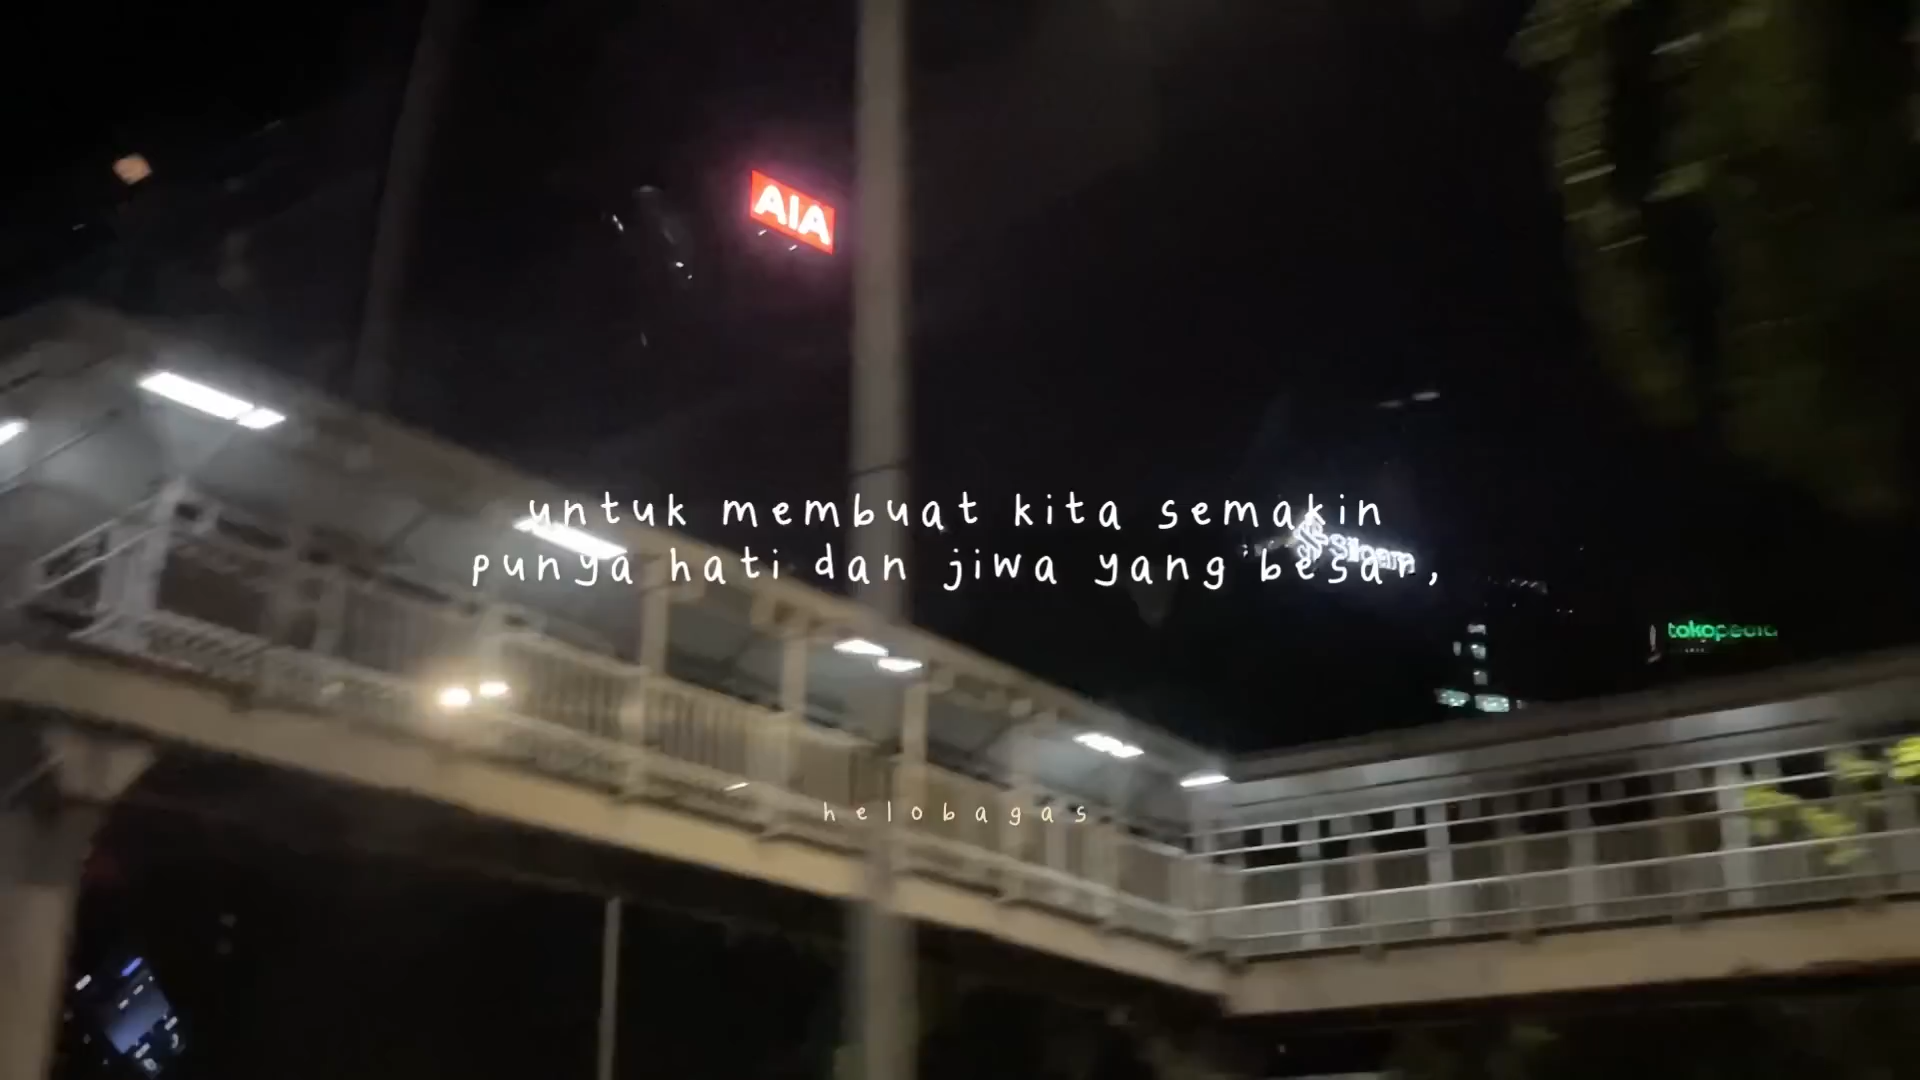 AIA
untuk membuat kita semakin
punya hati dan jiwa yang besar,
tokopedia
helobagas